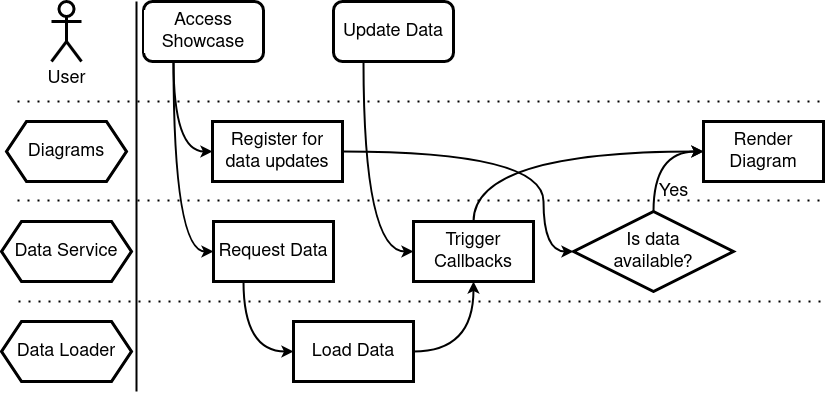 Access
Showcase
Update Data
User
Diagrams
Register for
data updates
Render
Diagram
Yes
Data Service
Request Data
Trigger
Callbacks
Is data
available?
Data Loader
Load Data